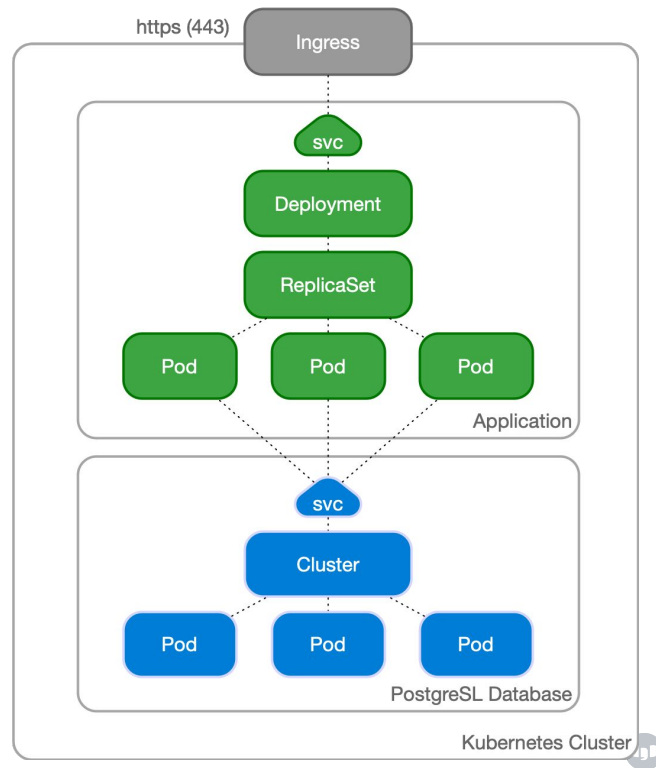 https (443)
Ingress
svc
Deployment
ReplicaSet
Pod
Pod
Pod
Application
svc
Cluster
Pod
Pod
Pod
PostgreSL Database
Kubernetes Cluster